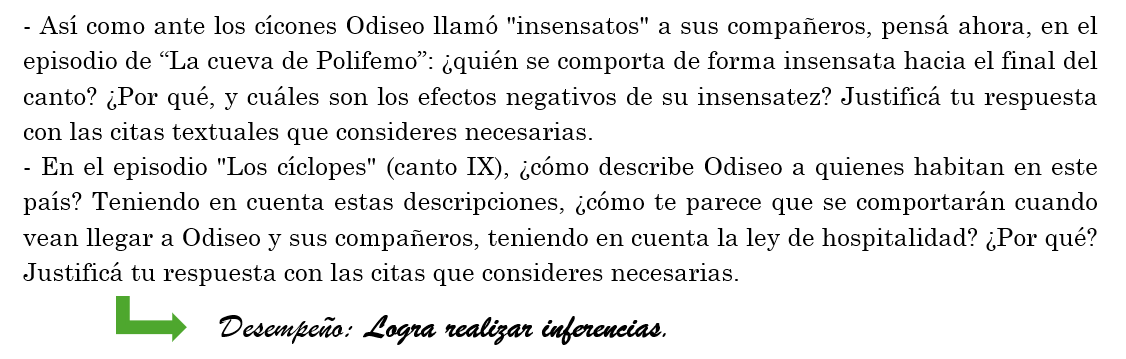 - Así como ante los cícones Odiseo llamó "insensatos" a sus compañeros, pensá ahora, en el
episodio de “La cueva de Polifemo”: ¿quién se comporta de forma insensata hacia el final del
canto? ¿Por qué, y cuáles son los efectos negativos de su insensatez? Justificá tu respuesta
con las citas textuales que consideres necesarias.
- En el episodio "Los cíclopes" (canto IX), ¿cómo describe Odiseo a quienes habitan en este
país? Teniendo en cuenta estas descripciones, ¿cómo te parece que se comportarán cuando
vean llegar a Odiseo y sus compañeros, teniendo en cuenta la ley de hospitalidad? ¿Por qué?
Justificá tu respuesta con las citas que consideres necesarias.
Desempeño: Logra realizar inferencias.